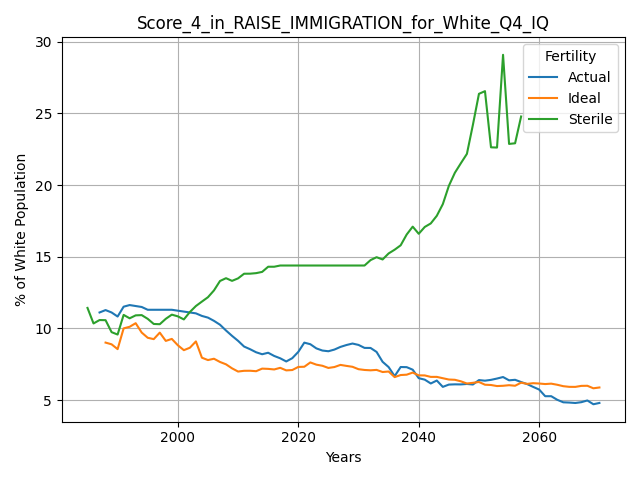 Score_4_in_RAISE_IMMIGRATION_for_White_Q4_IQ
% of White Population
30
25
20
15
10
5
Fertility
Actual
Ideal
Sterile
2000
2020
2040
2060
Years